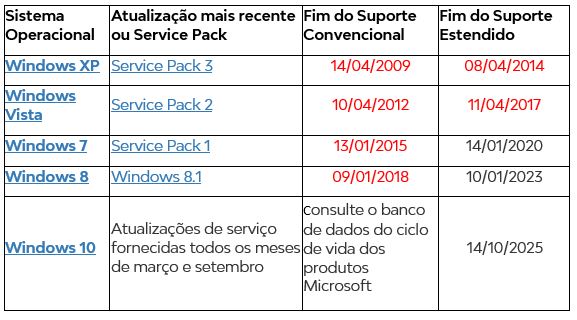 Sistema Operacional
Atualização mais recente ou Service Pack
Fim do Suporte Convencional
Fim do Suporte Estendido
Windows XP
Service Pack 3
14/04/2009
08/04/2014
Windows Vista
Service Pack 2
10/04/2012
11/04/2017
Windows 7
Service Pack 1
13/01/2015
14/01/2020
Windows 8
Windows 8.1
09/01/2018
10/01/2023
Windows 10
Atualizações de serviço
fornecidas todos os meses
de março e setembro
consulte o banco
de dados do ciclo
de vida dos
produtos
Microsoft
14/10/2025